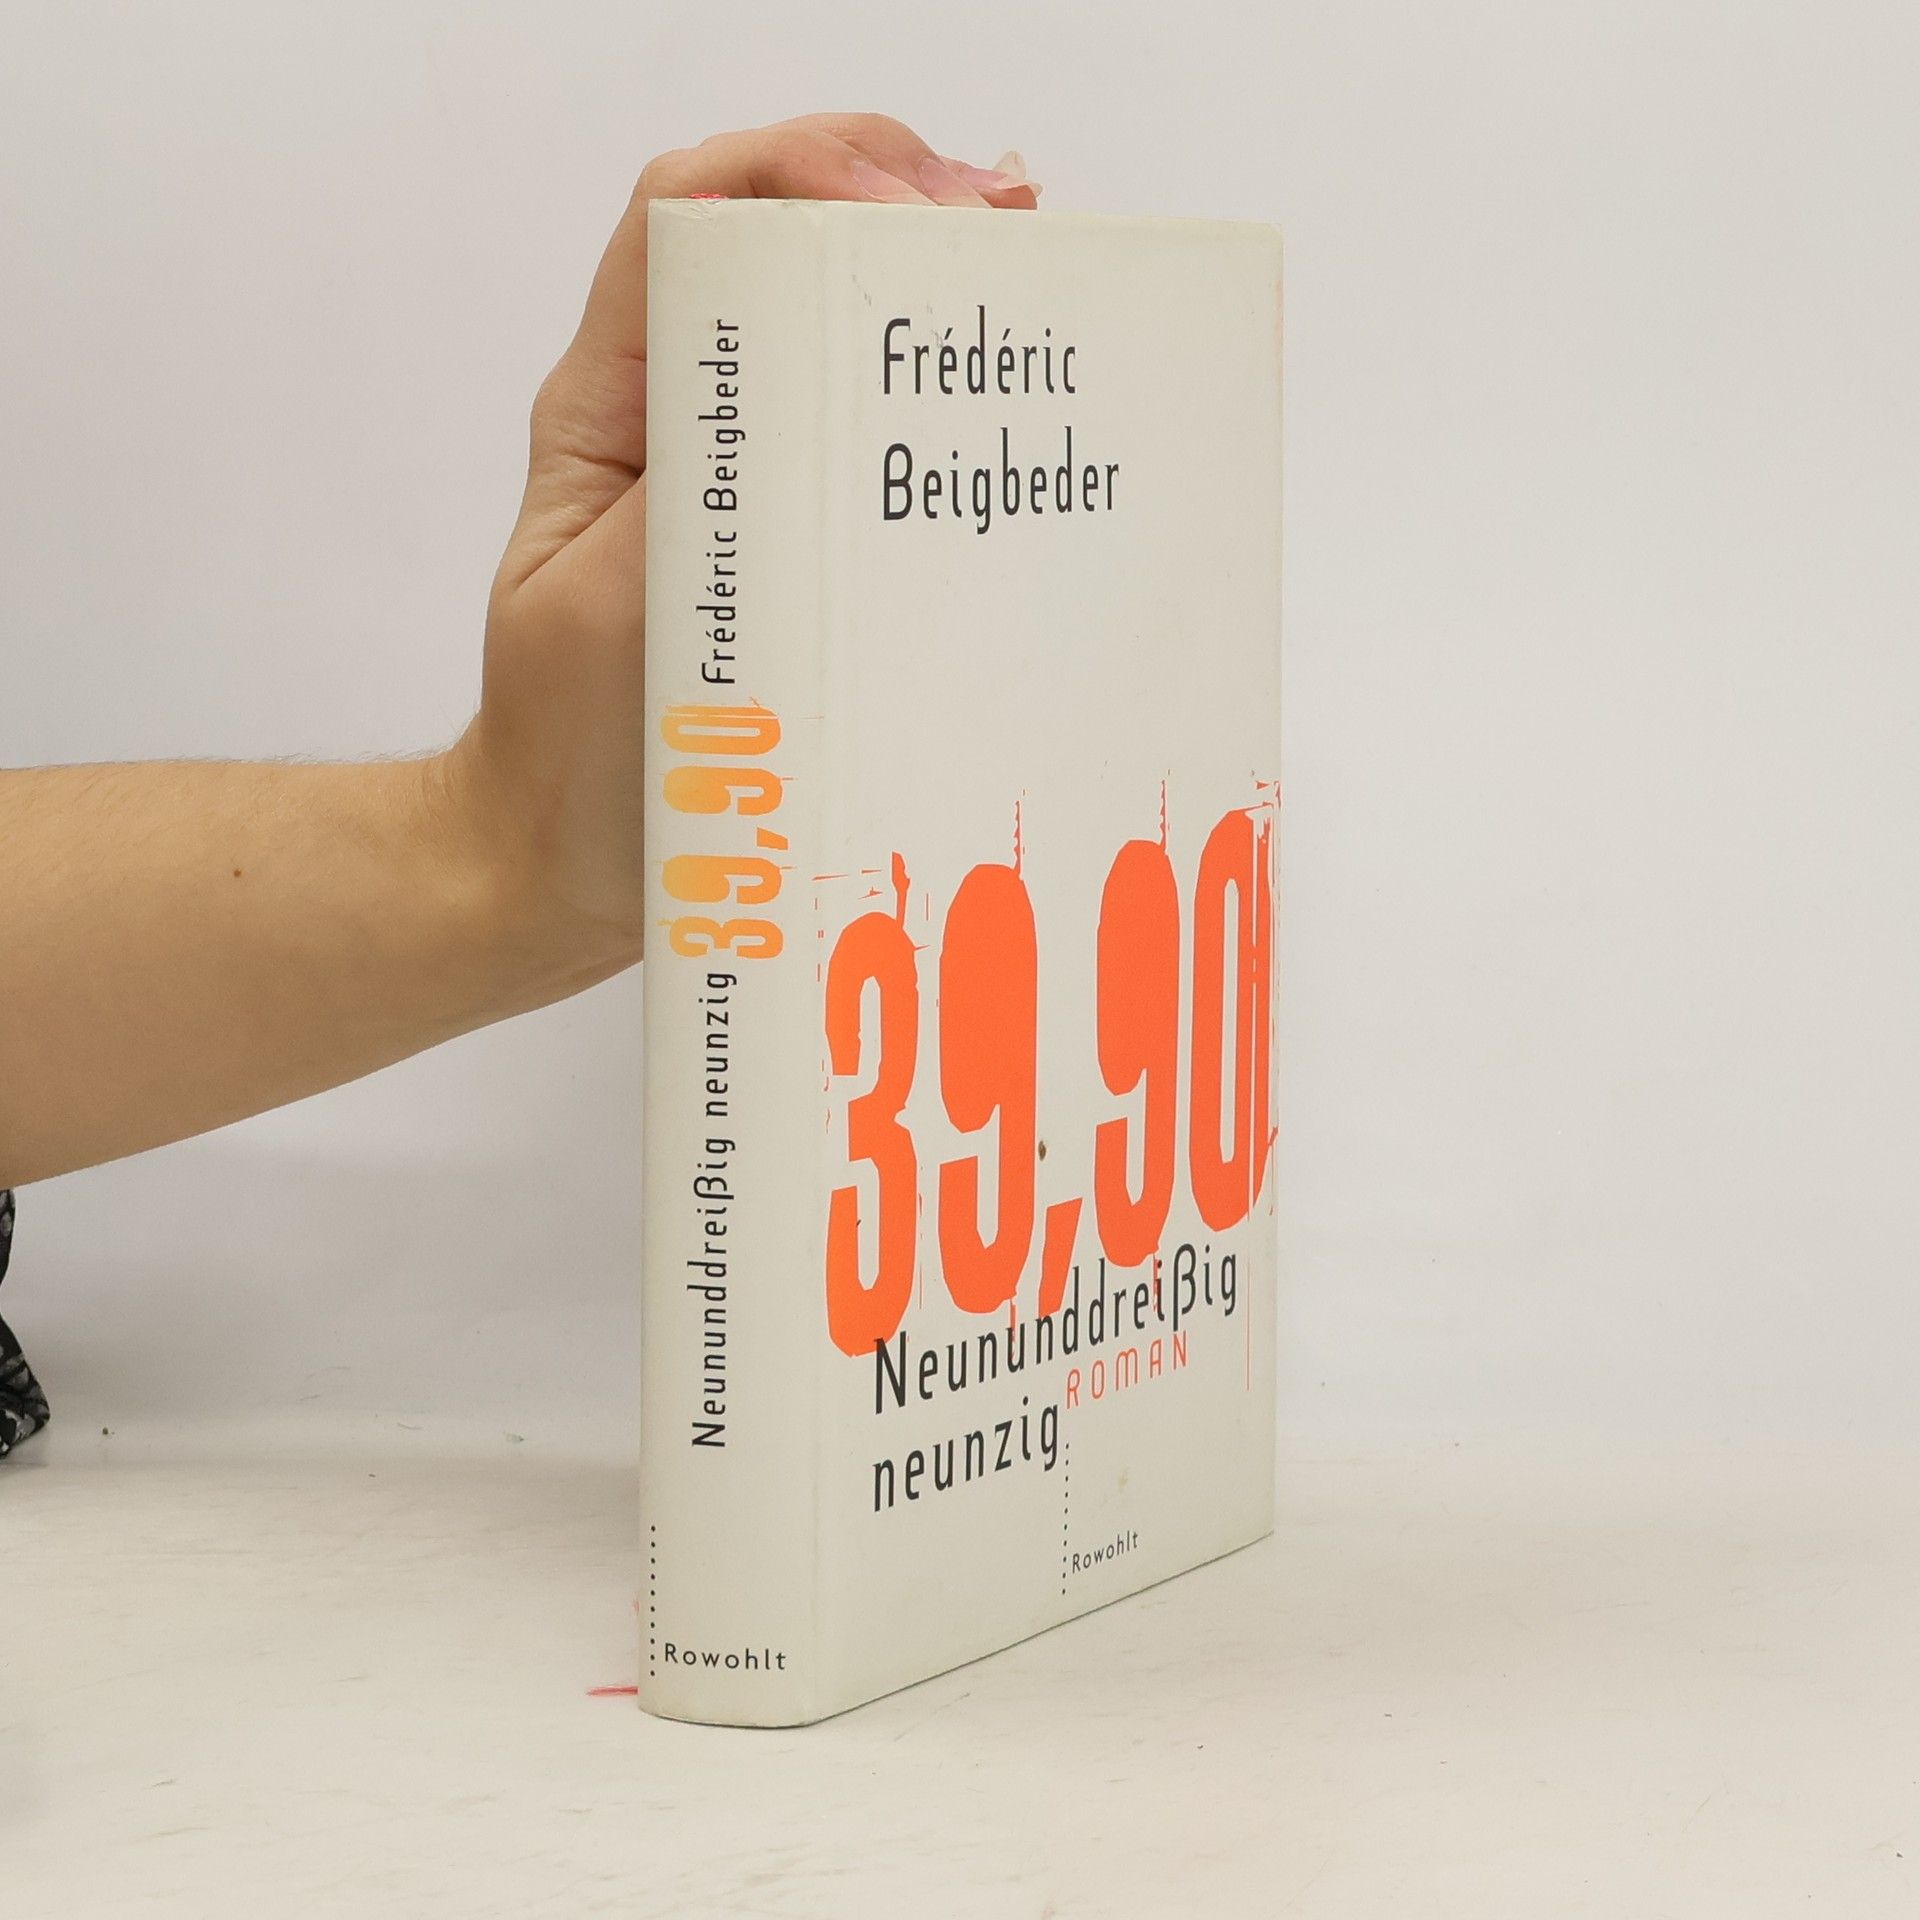 Frédéric Beigbeder 39,90 Neununddreißig neunzig
Rowohlt
Frédéric
Beigbeder
39,90
Neununddreißig
neunzig ROMAN
Rowohlt